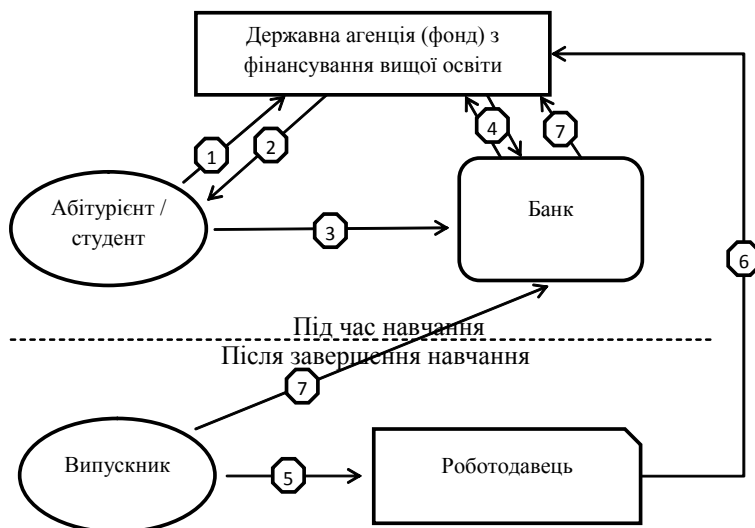 Державна агенція (фонд) з
фінансування вищої освіти
1
2
4
7
Абітурієнт /
студент
3
Банк
6
Під час навчання
Після завершення навчання
7
Випускник
5
Роботодавець